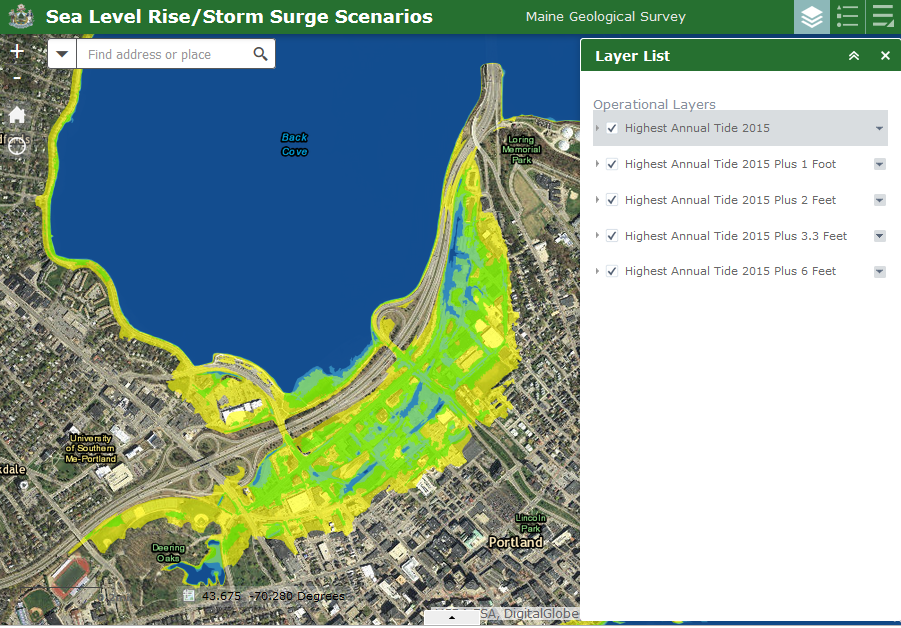 Sea Level Rise/Storm Surge Scenarios
Maine Geological Survey
Find address or place
Layer List
Operational Layers
Highest Annual Tide 2015
Highest Annual Tide 2015 Plus 1 Foot
Highest Annual Tide 2015 Plus 2 Feet
Highest Annual Tide 2015 Plus 3.3 Feet
Highest Annual Tide 2015 Plus 6 Feet
Back
Cove
Loring
Memorial
Park
University
of Southern
Me-Portland
kdale
Lincoln
Park
Portland
Deering
Oaks
43.675 -70.280 Degrees
SA, DigitalGlobe